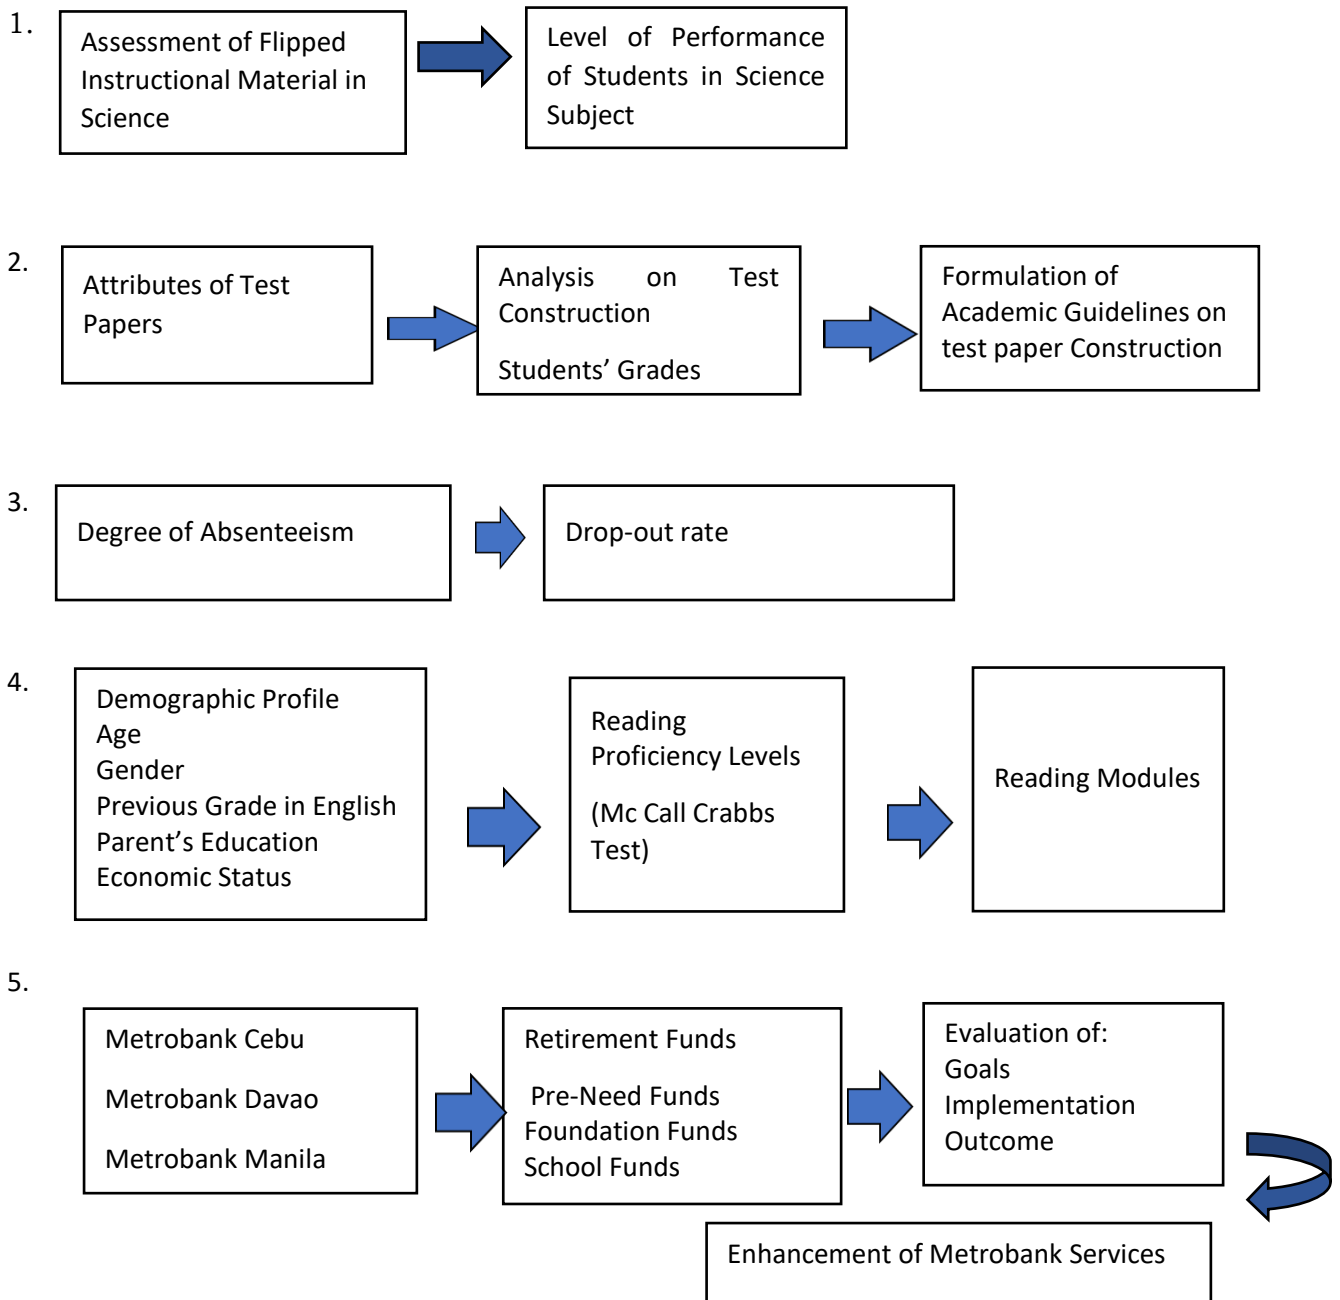 1.
Assessment of Flipped
Instructional Material in
Science
Level of Performance
of Students in Science
Subject
2.
Attributes of Test
Papers
Analysis on Test
Construction
Students’ Grades
Formulation of
Academic Guidelines on
test paper Construction
3.
Degree of Absenteeism
Drop-out rate
4.
Demographic Profile
Age
Gender
Previous Grade in English
Parent’s Education
Economic Status
Reading
Proficiency Levels
(Mc Call Crabbs
Test)
Reading Modules
5.
Metrobank Cebu
Metrobank Davao
Metrobank Manila
Retirement Funds
Pre-Need Funds
Foundation Funds
School Funds
Evaluation of:
Goals
Implementation
Outcome
Enhancement of Metrobank Services